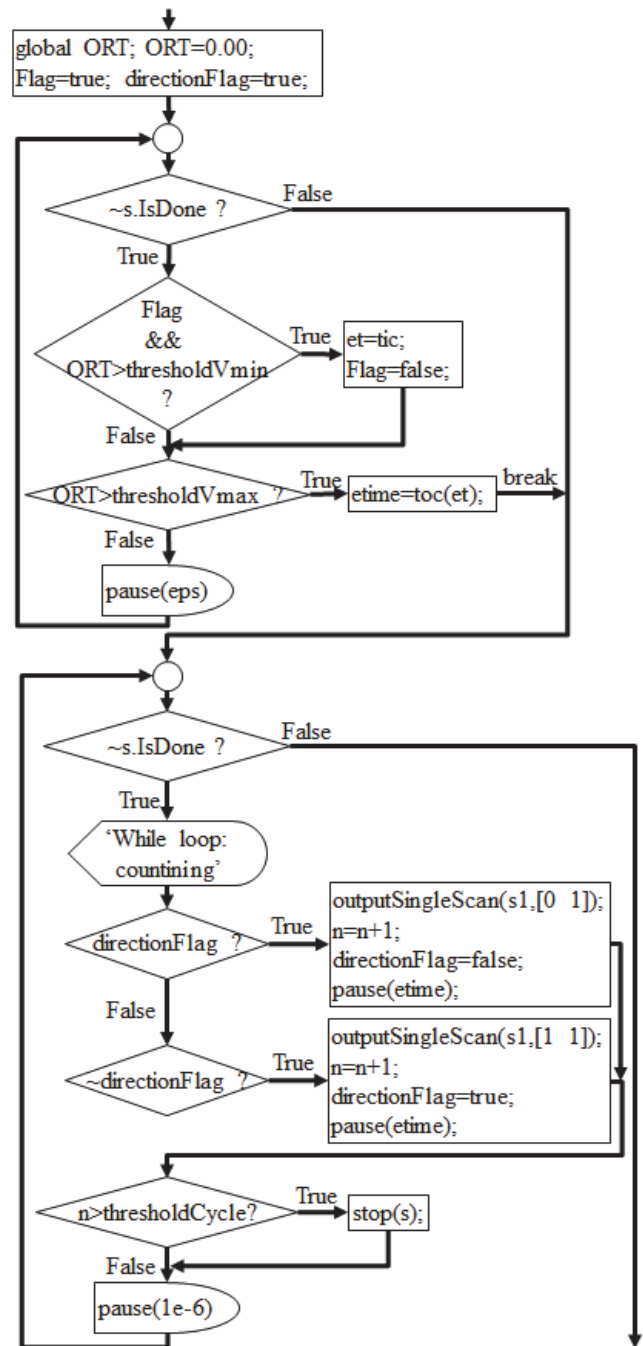 global ORT; ORT=0.00;
Flag=true; directionFlag=true;
~s.IsDone ?
False
True
Flag
&&
ORT>thresholdVmin
?
True
et=tic;
Flag=false;
False
ORT>thresholdVmax ?
True
etime=toc(et);
break
False
pause(eps)
~s.IsDone ?
False
True
‘While loop:
countining’
directionFlag ?
True
outputSingleScan(s1,[0 1]);
n=n+1;
directionFlag=false;
pause(etime);
False
~directionFlag ?
True
outputSingleScan(s1,[1 1]);
n=n+1;
directionFlag=true;
pause(etime);
n>thresholdCycle?
True
stop(s);
False
pause(1e-6)